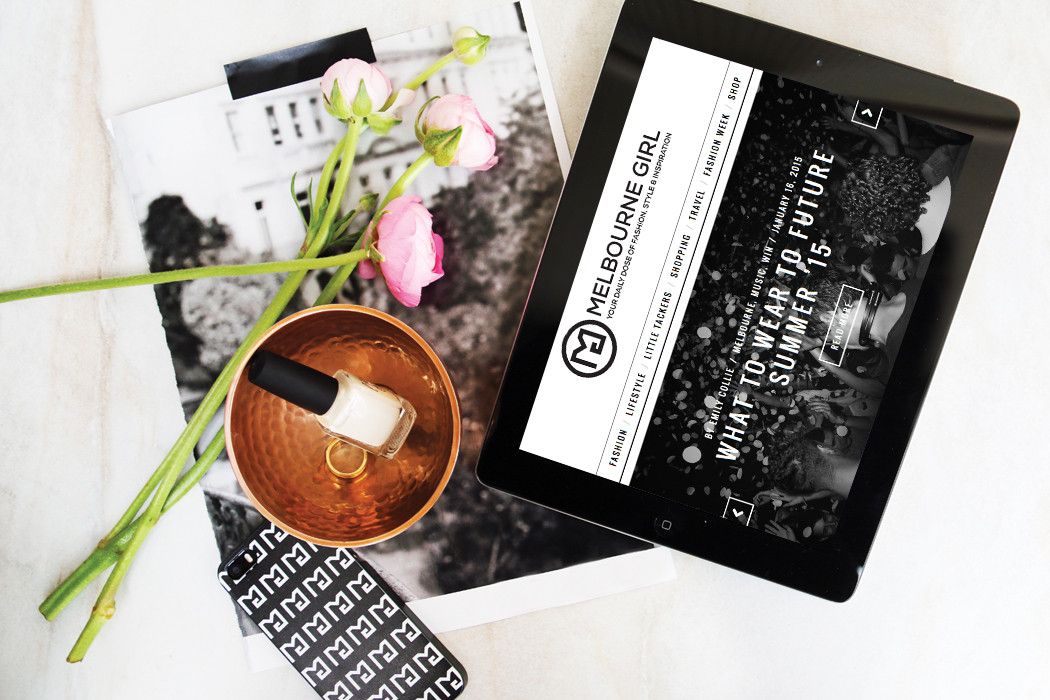 MELBOURNE GIRL
YOUR DAILY DOSE OF FASHION, STYLE & INSPIRATION
FASHION / LIFESTYLE / LITTLE TACKERS / SHOPPING / TRAVEL / FASHION WEEK / SHOP
BY EMILY COLLIE / MELBOURNE, MUSIC, WIN / JANUARY 16, 2015
WHAT TO WEAR TO FUTURE
SUMMER '15
READ MORE